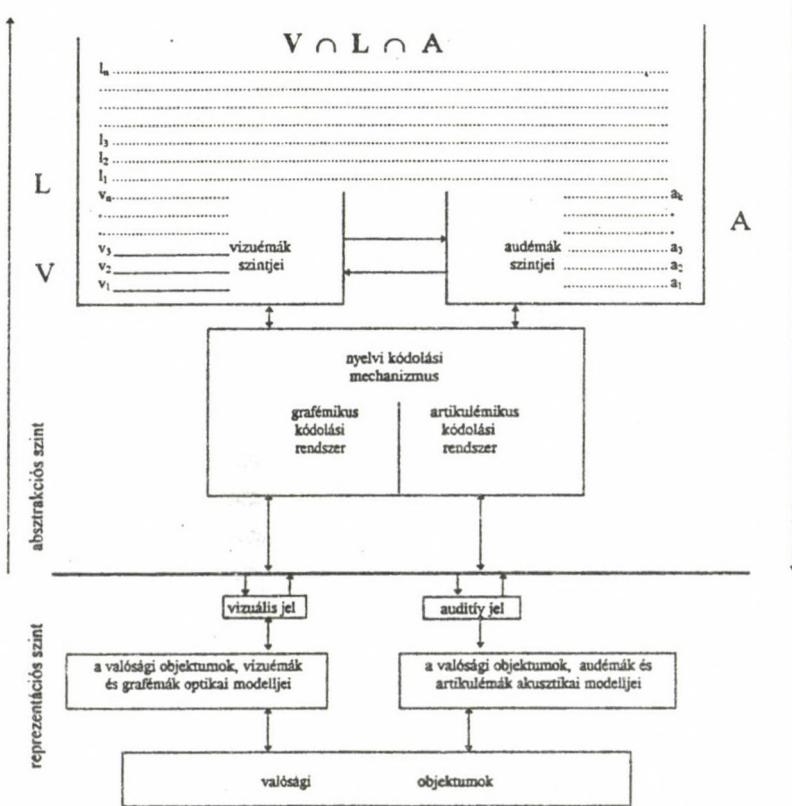 V ∩ L ∩ A
lₙ
l₃
l₂
l₁
L
vₙ
aₖ
A
v₃
vizuémák
audémák
a₃
V
v₂
szintjei
szintjei
a₂
v₁
a₁
nyelvi kódolási
mechanizmus
grafémikus
kódolási
rendszer
artikulémikus
kódolási
rendszer
absztrakciós szint
vizuális jel
auditív jel
reprezentációs szint
a valósági objektumok, vizuémák
és grafémák optikai modelljei
a valósági objektumok, audémák és
artikulémák akusztikai modelljei
valósági objektumok